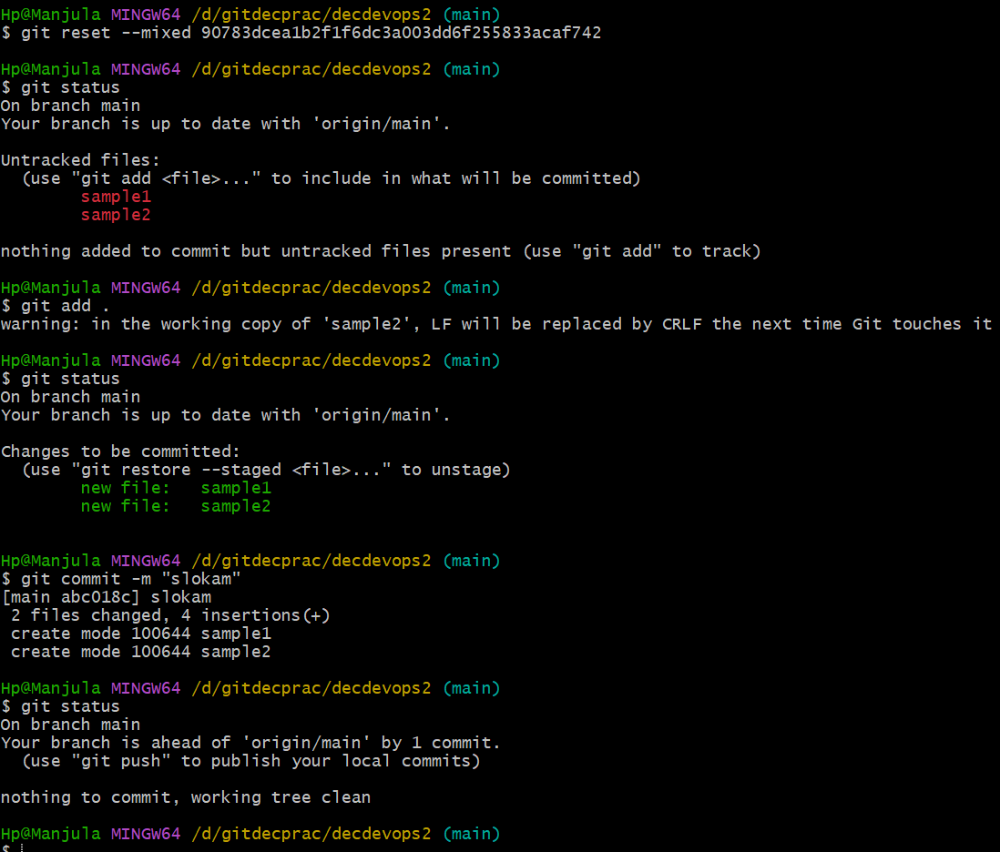 Hp@Manjula MINGW64 /d/gitdecprac/decdevops2 (main)
$ git reset --mixed 90783dcea1b2f1f6dc3a003dd6f255833acaf742
Hp@Manjula MINGW64 /d/gitdecprac/decdevops2 (main)
$ git status
On branch main
Your branch is up to date with 'origin/main'.
Untracked files:
  (use "git add <file>..." to include in what will be committed)
        sample1
        sample2
nothing added to commit but untracked files present (use "git add" to track)
Hp@Manjula MINGW64 /d/gitdecprac/decdevops2 (main)
$ git add .
warning: in the working copy of 'sample2', LF will be replaced by CRLF the next time Git touches it
Hp@Manjula MINGW64 /d/gitdecprac/decdevops2 (main)
$ git status
On branch main
Your branch is up to date with 'origin/main'.
Changes to be committed:
  (use "git restore --staged <file>..." to unstage)
        new file:   sample1
        new file:   sample2
Hp@Manjula MINGW64 /d/gitdecprac/decdevops2 (main)
$ git commit -m "slokam"
[main abc018c] slokam
 2 files changed, 4 insertions(+)
 create mode 100644 sample1
 create mode 100644 sample2
Hp@Manjula MINGW64 /d/gitdecprac/decdevops2 (main)
$ git status
On branch main
Your branch is ahead of 'origin/main' by 1 commit.
  (use "git push" to publish your local commits)
nothing to commit, working tree clean
Hp@Manjula MINGW64 /d/gitdecprac/decdevops2 (main)
$